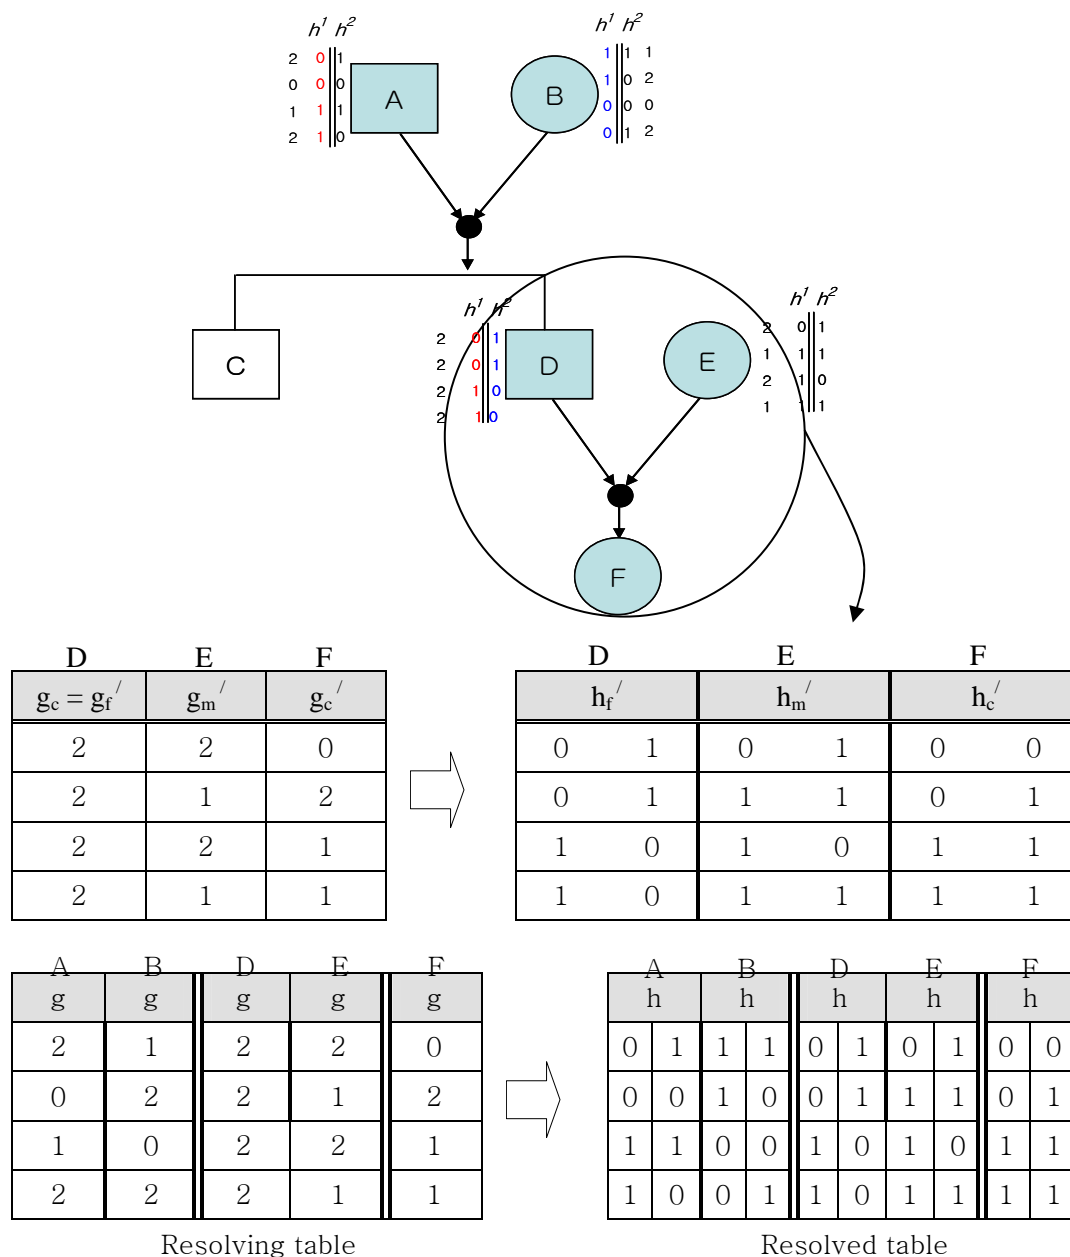 h1 h2 h1 h2
2 0 1 1 1 1
0 0 0 A B 1 0 2
1 1 1 0 0 0
2 1 0 0 1 2
h1 h2 h1 h2
2 0 1 2 0 1
2 0 1 1 1 1
C D E
2 1 0 2 1 0
2 1 0 1 1 1
F
D E F
gc = gf/ gm/ gc/
2 2 0
2 1 2
2 2 1
2 1 1
D E F
hf/ hm/ hc/
0 1 0 1 0 0
0 1 1 1 0 1
1 0 1 0 1 1
1 0 1 1 1 1
A B D E F
g g g g g
2 1 2 2 0
0 2 2 1 2
1 0 2 2 1
2 2 2 1 1
Resolving table
A B D E F
h h h h h
0 1 1 1 0 1 0 1 0 0
0 0 1 0 0 1 1 1 0 1
1 1 0 0 1 0 1 0 1 1
1 0 0 1 1 0 1 1 1 1
Resolved table